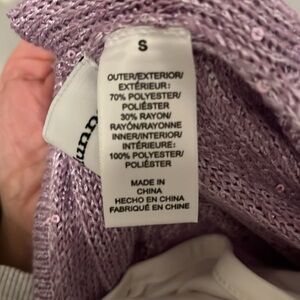 S
OUTER/EXTERIOR/
EXTÉRIEUR:
70% POLYESTER/
POLIÉSTER
30% RAYON/
RAYÓN/RAYONNE
INNER/INTERIOR/
INTÉRIEURE:
100% POLYESTER/
POLIÉSTER
MADE IN
CHINA
HECHO EN CHINA
FABRIQUÉ EN CHINE